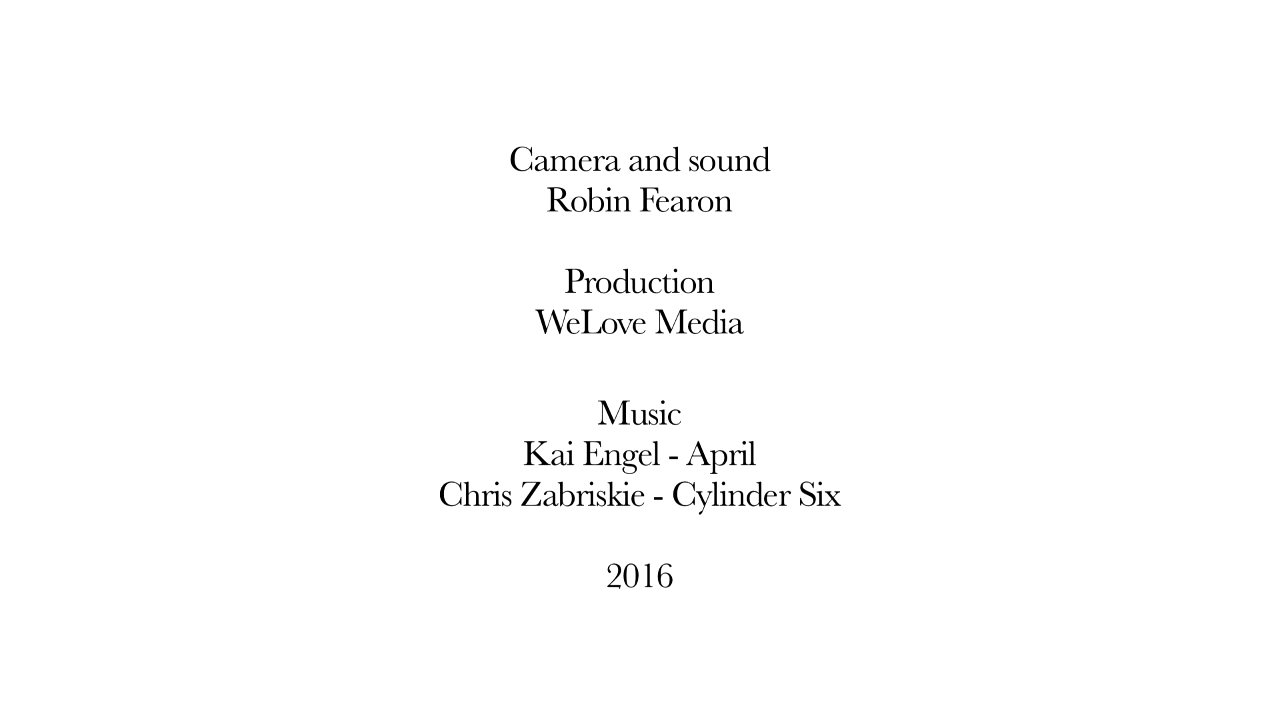 Camera and sound
Robin Fearon
Production
WeLove Media
Music
Kai Engel - April
Chris Zabriskie - Cylinder Six
2016